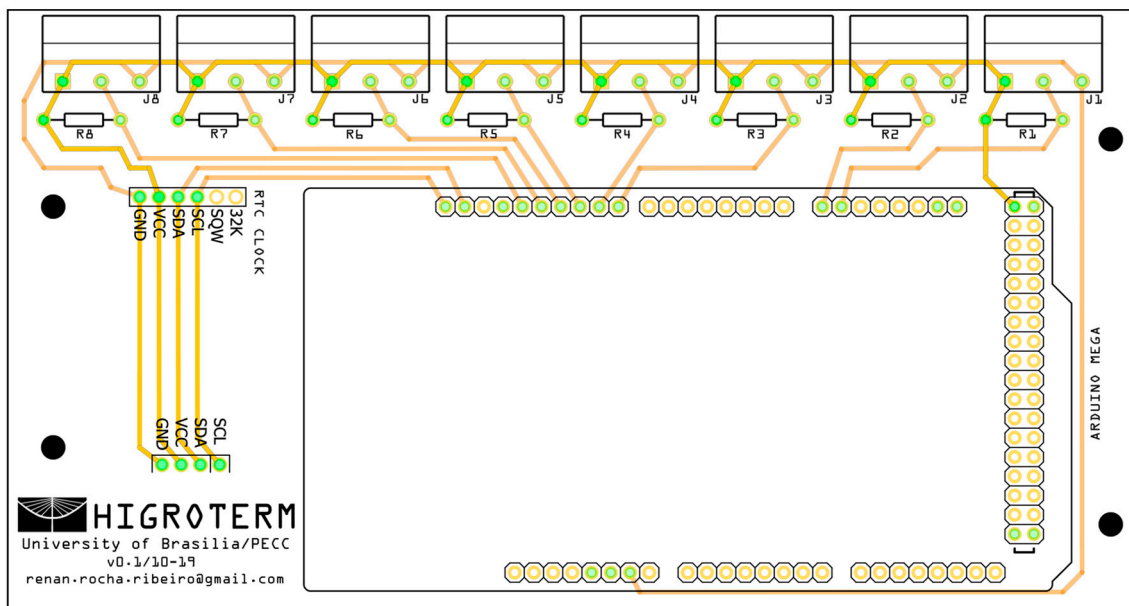 J8
J7
J6
J5
J4
J3
J2
J1
R8
R7
R6
R5
R4
R3
R2
R1
GND
VCC
SDA
SCL
SQW
32K
RTC CLOCK
ARDUINO MEGA
GND
VCC
SDA
SCL
HIGROTERM
University of Brasilia/PECC
v0.1/10-19
renan.rocha.ribeiro@gmail.com